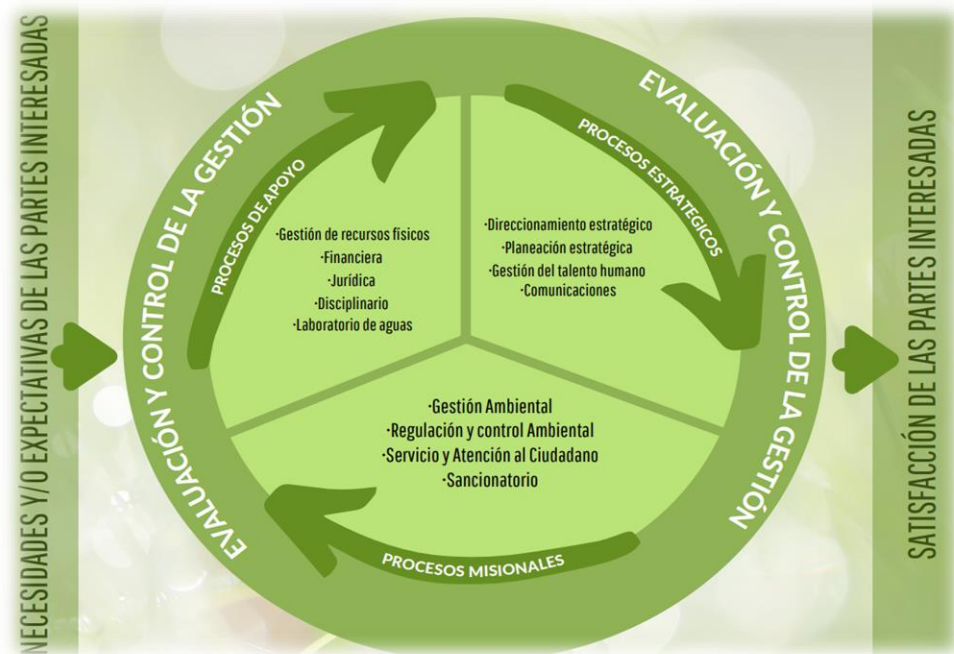 NECESIDADES Y/O EXPECTATIVAS DE LAS PARTES INTERESADAS
EVALUACIÓN Y CONTROL DE LA GESTIÓN
PROCESOS DE APOYO
·Gestión de recursos físicos
·Financiera
·Jurídica
·Disciplinario
·Laboratorio de aguas
PROCESOS ESTRATEGICOS
·Direccionamiento estratégico
·Planeación estratégica
·Gestión del talento humano
·Comunicaciones
EVALUACIÓN Y CONTROL DE LA GESTIÓN
·Gestión Ambiental
·Regulación y control Ambiental
·Servicio y Atención al Ciudadano
·Sancionatorio
PROCESOS MISIONALES
SATISFACCIÓN DE LAS PARTES INTERESADAS